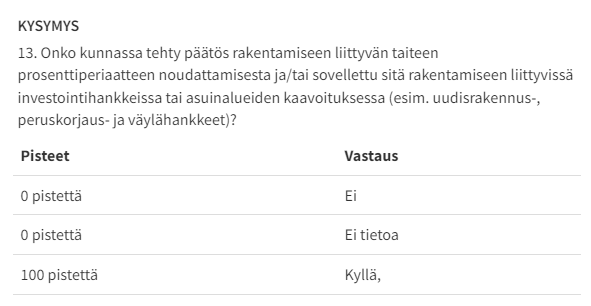 KYSYMYS
13. Onko kunnassa tehty päätös rakentamiseen liittyvän taiteen
prosenttiperiaatteen noudattamisesta ja/tai sovellettu sitä rakentamiseen liittyvissä
investointihankkeissa tai asuinalueiden kaavoituksessa (esim. uudisrakennus-,
peruskorjaus- ja väylähankkeet)?
Pisteet Vastaus
0 pistettä Ei
0 pistettä Ei tietoa
100 pistettä Kyllä,